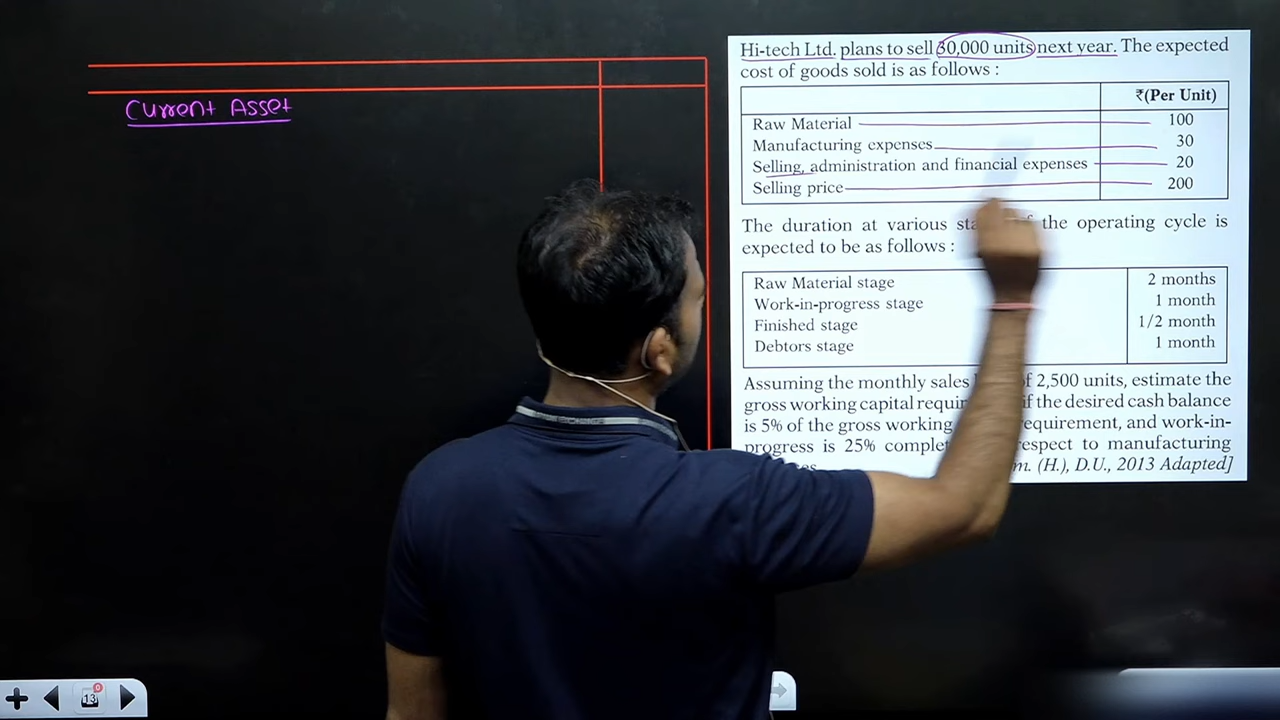 Current Asset
Hi-tech Ltd. plans to sell 30,000 units next year. The expected
cost of goods sold is as follows :
₹(Per Unit)
Raw Material 100
Manufacturing expenses 30
Selling, administration and financial expenses 20
Selling price 200
The duration at various the operating cycle is
expected to be as follows :
Raw Material stage 2 months
Work-in-progress stage 1 month
Finished stage 1/2 month
Debtors stage 1 month
Assuming the monthly sales of 2,500 units, estimate the
gross working capital if the desired cash balance
is 5% of the gross working and work-in-
progress is 25% respect to manufacturing
(H.), D.U., 2013 Adapted]
13